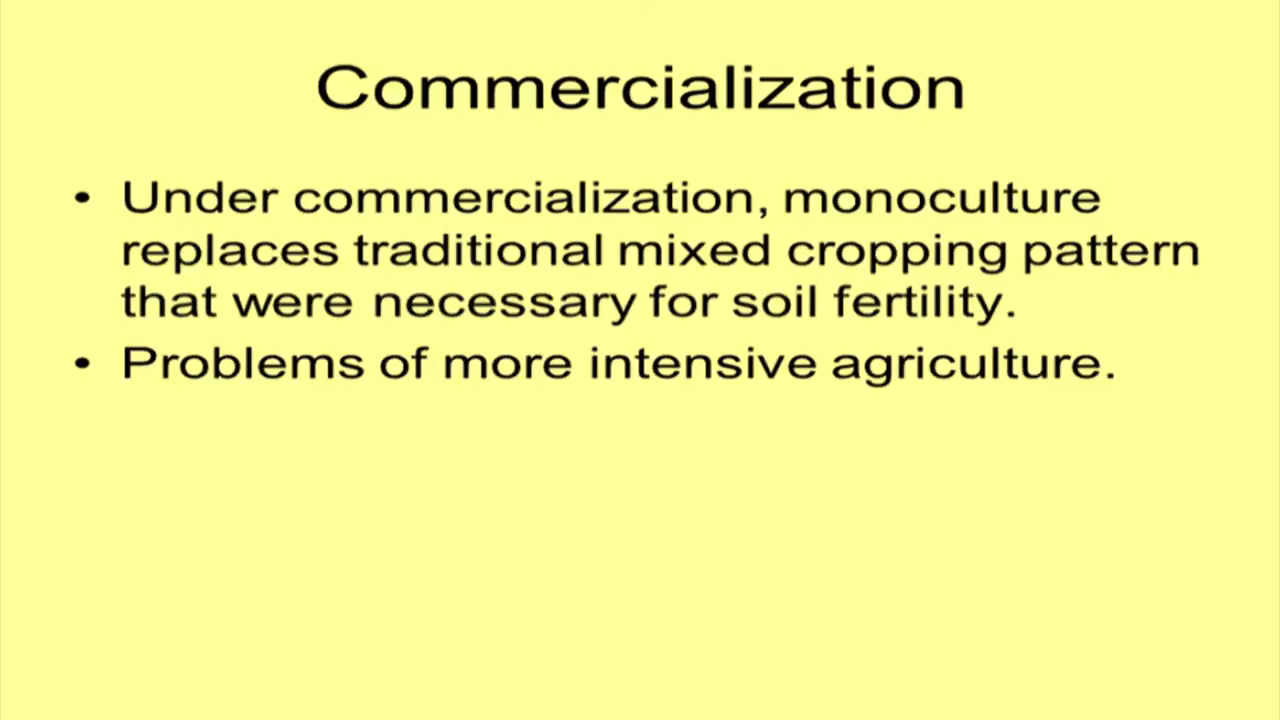 Commercialization
• Under commercialization, monoculture
replaces traditional mixed cropping pattern
that were necessary for soil fertility.
• Problems of more intensive agriculture.